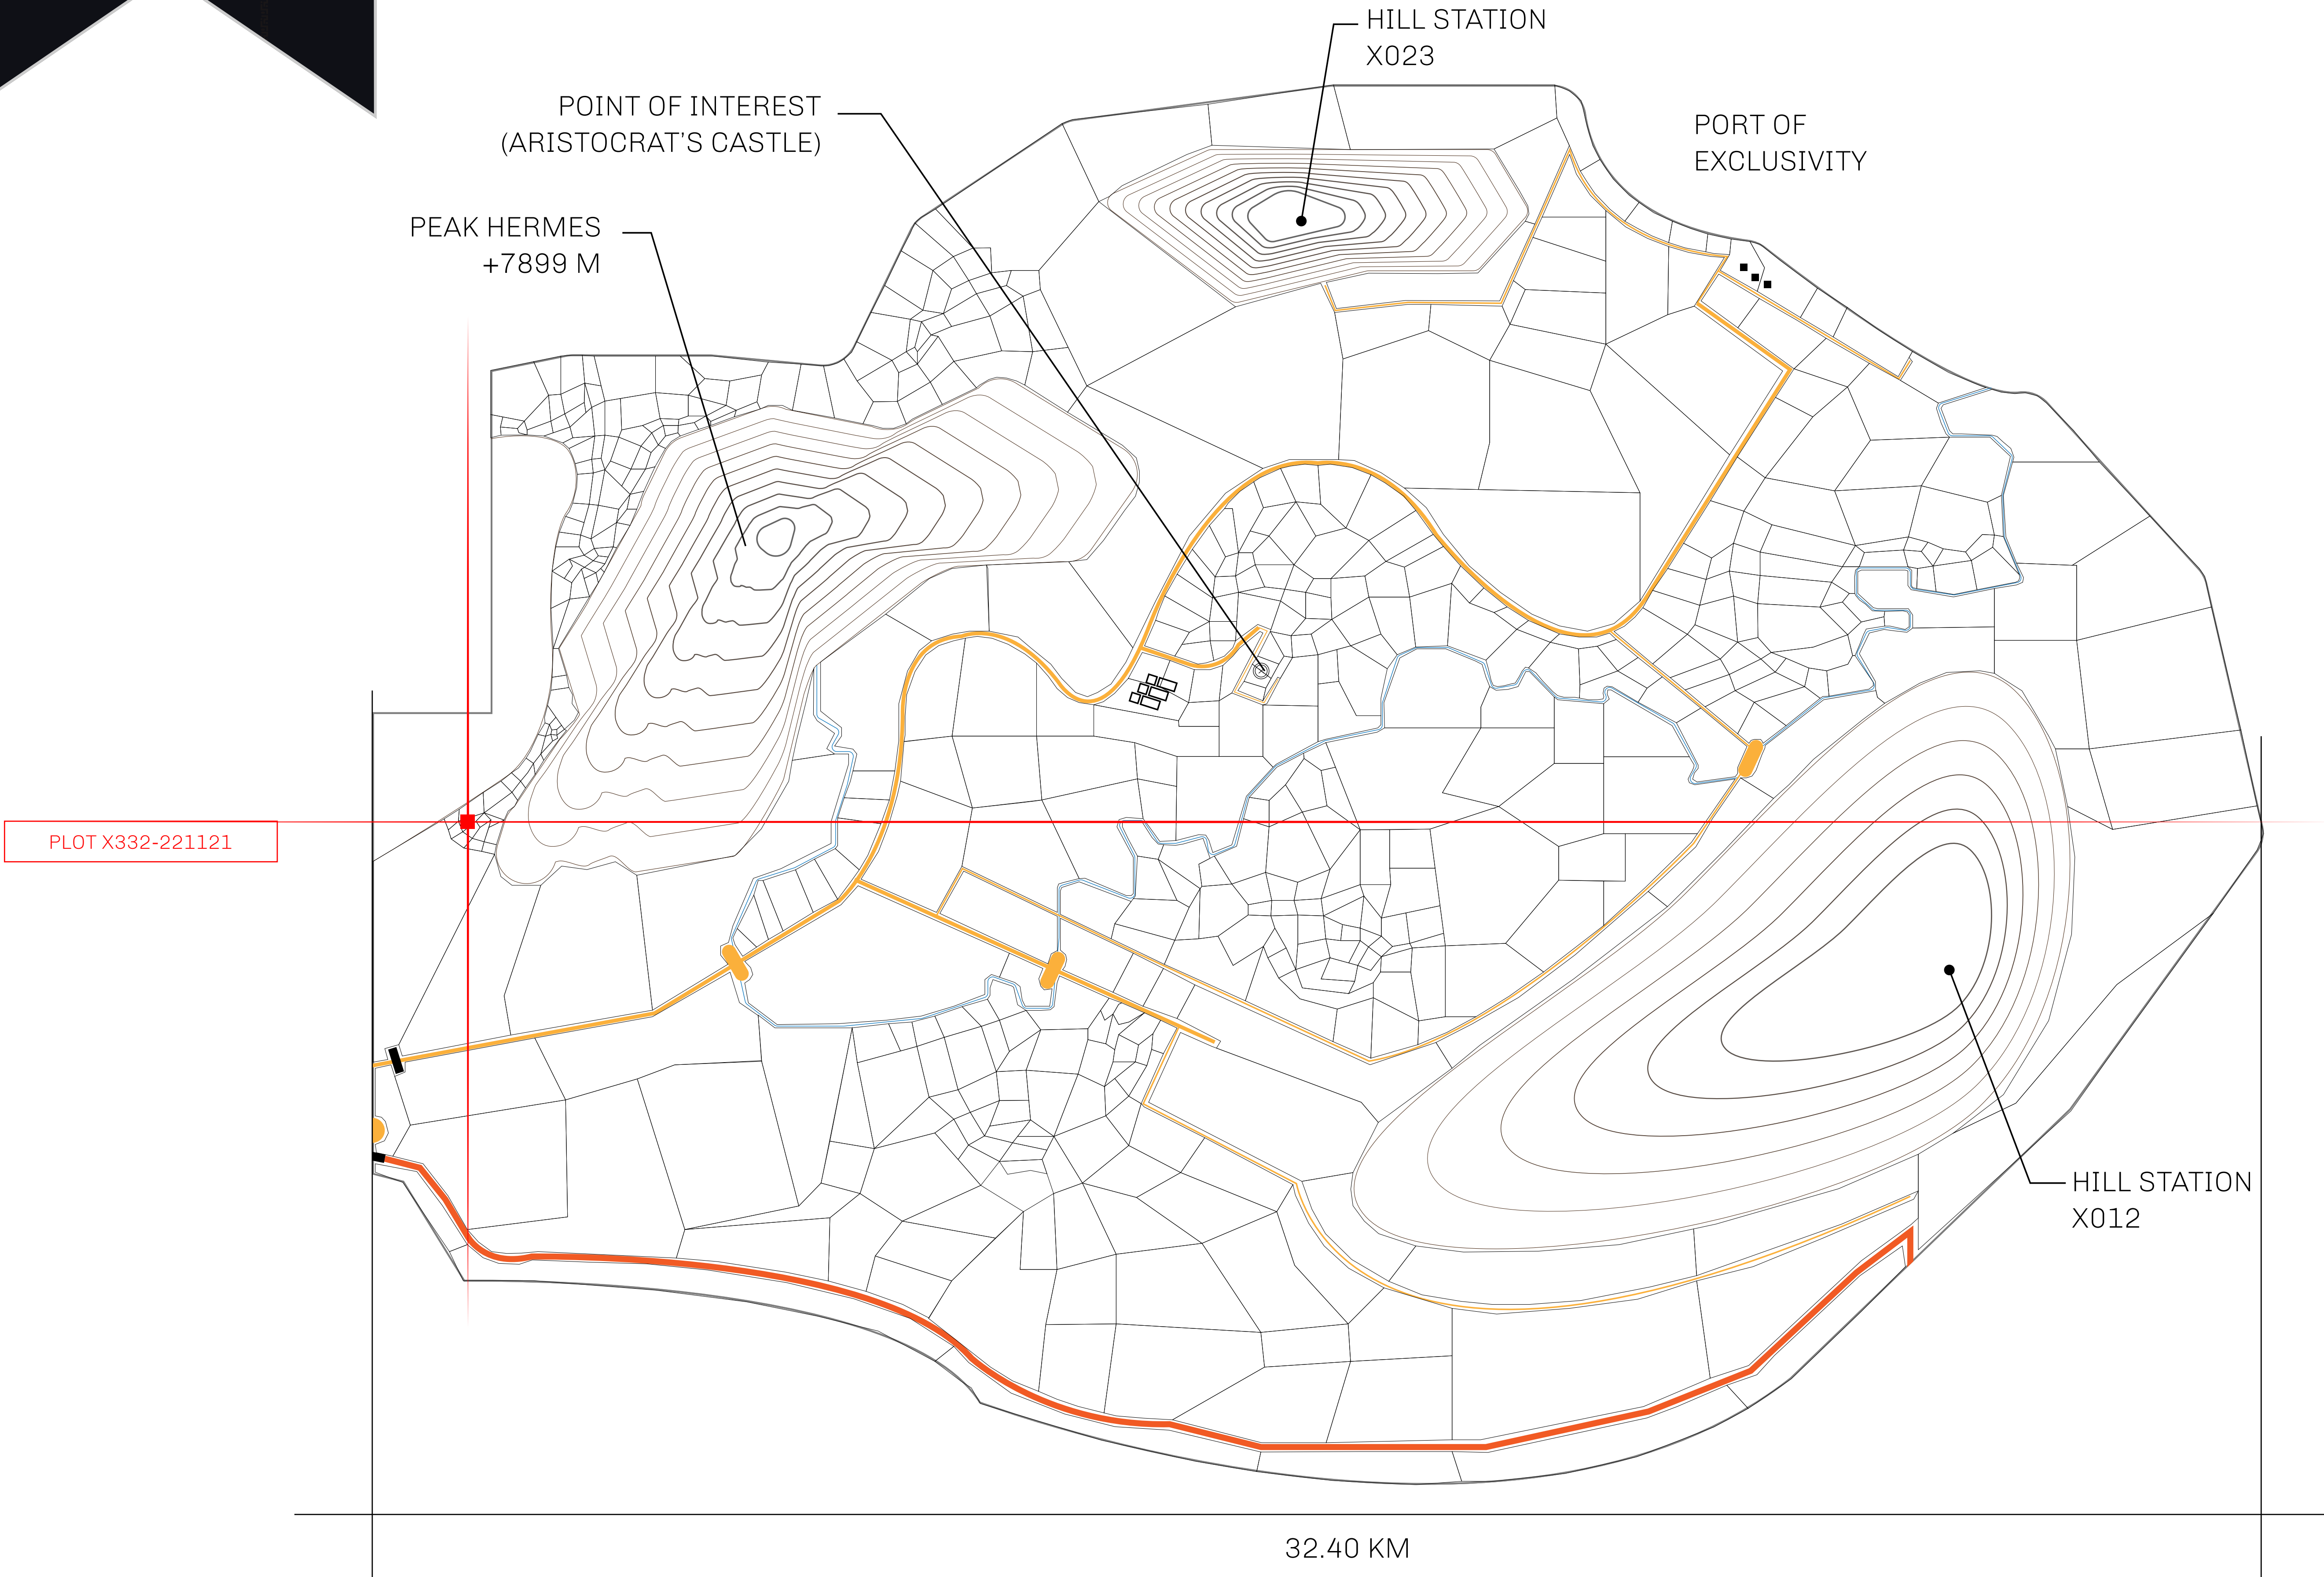 HILL STATION
X023
POINT OF INTEREST
(ARISTOCRAT'S CASTLE)
PORT OF
EXCLUSIVITY
PEAK HERMES
+7899 M
PLOT X332-221121
HILL STATION
X012
32.40 KM